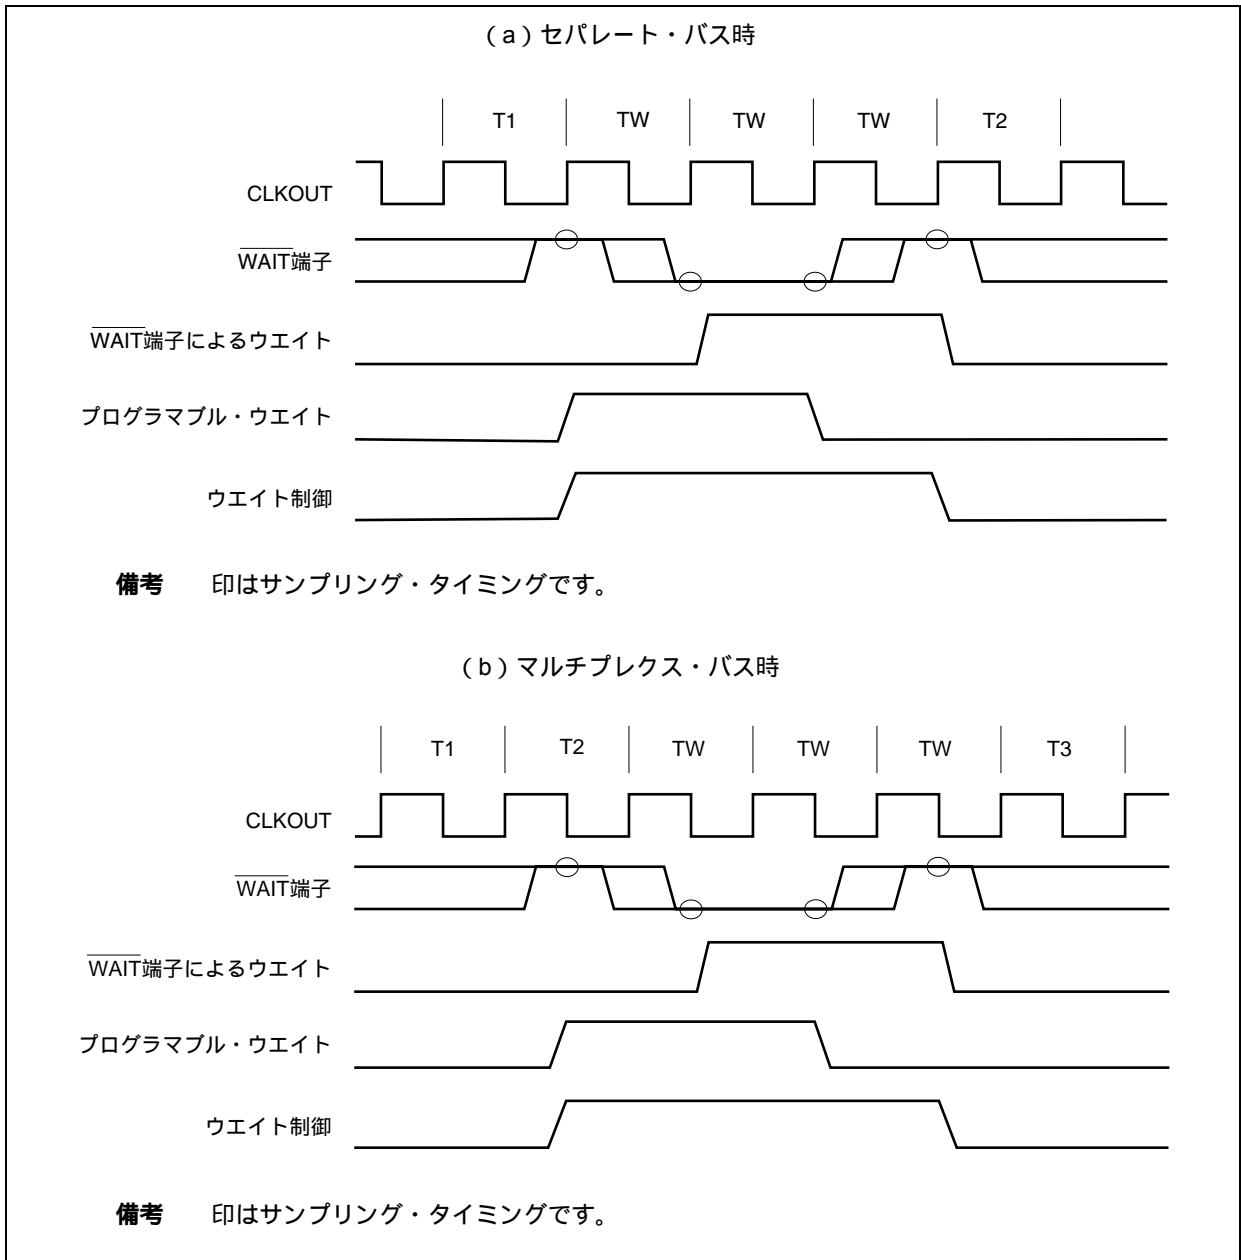 （a）セパレート・バス時
T1 TW TW TW T2
CLKOUT
WAIT端子
WAIT端子によるウエイト
プログラマブル・ウエイト
ウエイト制御
備考　印はサンプリング・タイミングです。
（b）マルチプレクス・バス時
T1 T2 TW TW TW T3
CLKOUT
WAIT端子
WAIT端子によるウエイト
プログラマブル・ウエイト
ウエイト制御
備考　印はサンプリング・タイミングです。